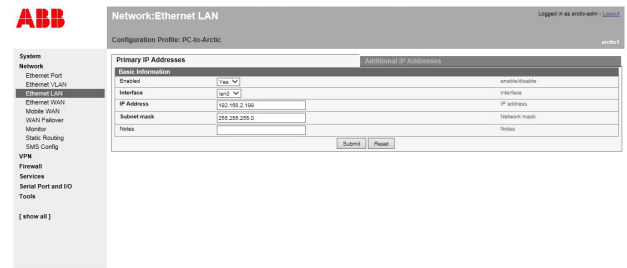 ABB
Network:Ethernet LAN
Logged in as arctic-adm - Logout
Configuration Profile: PC-to-Arctic
arctic1
System
Network
Ethernet Port
Ethernet VLAN
Ethernet LAN
Ethernet WAN
Mobile WAN
WAN Failover
Monitor
Static Routing
SMS Config
VPN
Firewall
Services
Serial Port and I/O
Tools
[ show all ]
Primary IP Addresses
Additional IP Addresses
Basic Information
Enabled Yes enable/disable
Interface lan0 interface
IP Address 192.168.2.199 IP address
Subnet mask 255.255.255.0 Network mask
Notes Notes
Submit Reset